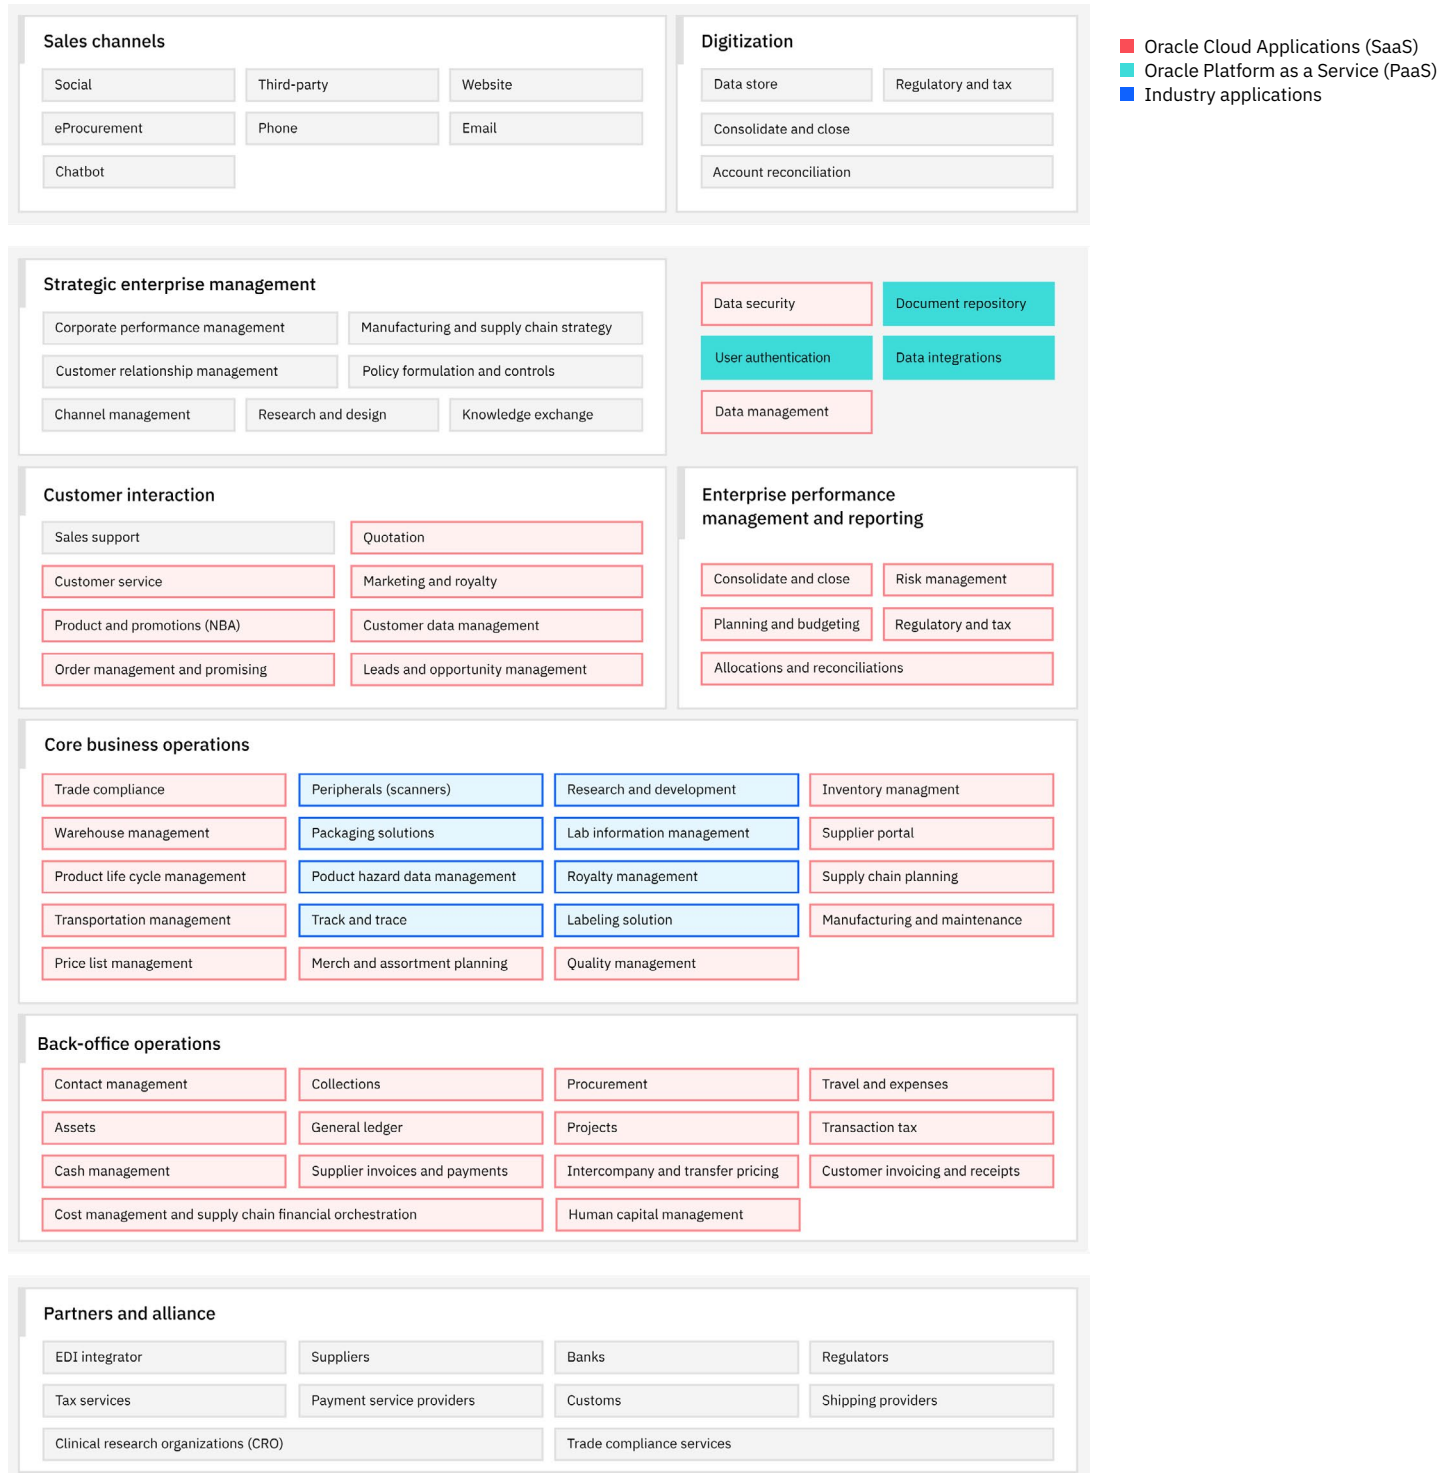 Sales channels
Social
Third-party
Website
eProcurement
Phone
Email
Chatbot
Digitization
Data store
Regulatory and tax
Consolidate and close
Account reconciliation
Oracle Cloud Applications (SaaS)
Oracle Platform as a Service (PaaS)
Industry applications
Strategic enterprise management
Corporate performance management
Manufacturing and supply chain strategy
Customer relationship management
Policy formulation and controls
Channel management
Research and design
Knowledge exchange
Data security
Document repository
User authentication
Data integrations
Data management
Customer interaction
Sales support
Quotation
Customer service
Marketing and royalty
Product and promotions (NBA)
Customer data management
Order management and promising
Leads and opportunity management
Enterprise performance
management and reporting
Consolidate and close
Risk management
Planning and budgeting
Regulatory and tax
Allocations and reconciliations
Core business operations
Trade compliance
Peripherals (scanners)
Research and development
Inventory managment
Warehouse management
Packaging solutions
Lab information management
Supplier portal
Product life cycle management
Poduct hazard data management
Royalty management
Supply chain planning
Transportation management
Track and trace
Labeling solution
Manufacturing and maintenance
Price list management
Merch and assortment planning
Quality management
Back-office operations
Contact management
Collections
Procurement
Travel and expenses
Assets
General ledger
Projects
Transaction tax
Cash management
Supplier invoices and payments
Intercompany and transfer pricing
Customer invoicing and receipts
Cost management and supply chain financial orchestration
Human capital management
Partners and alliance
EDI integrator
Suppliers
Banks
Regulators
Tax services
Payment service providers
Customs
Shipping providers
Clinical research organizations (CRO)
Trade compliance services